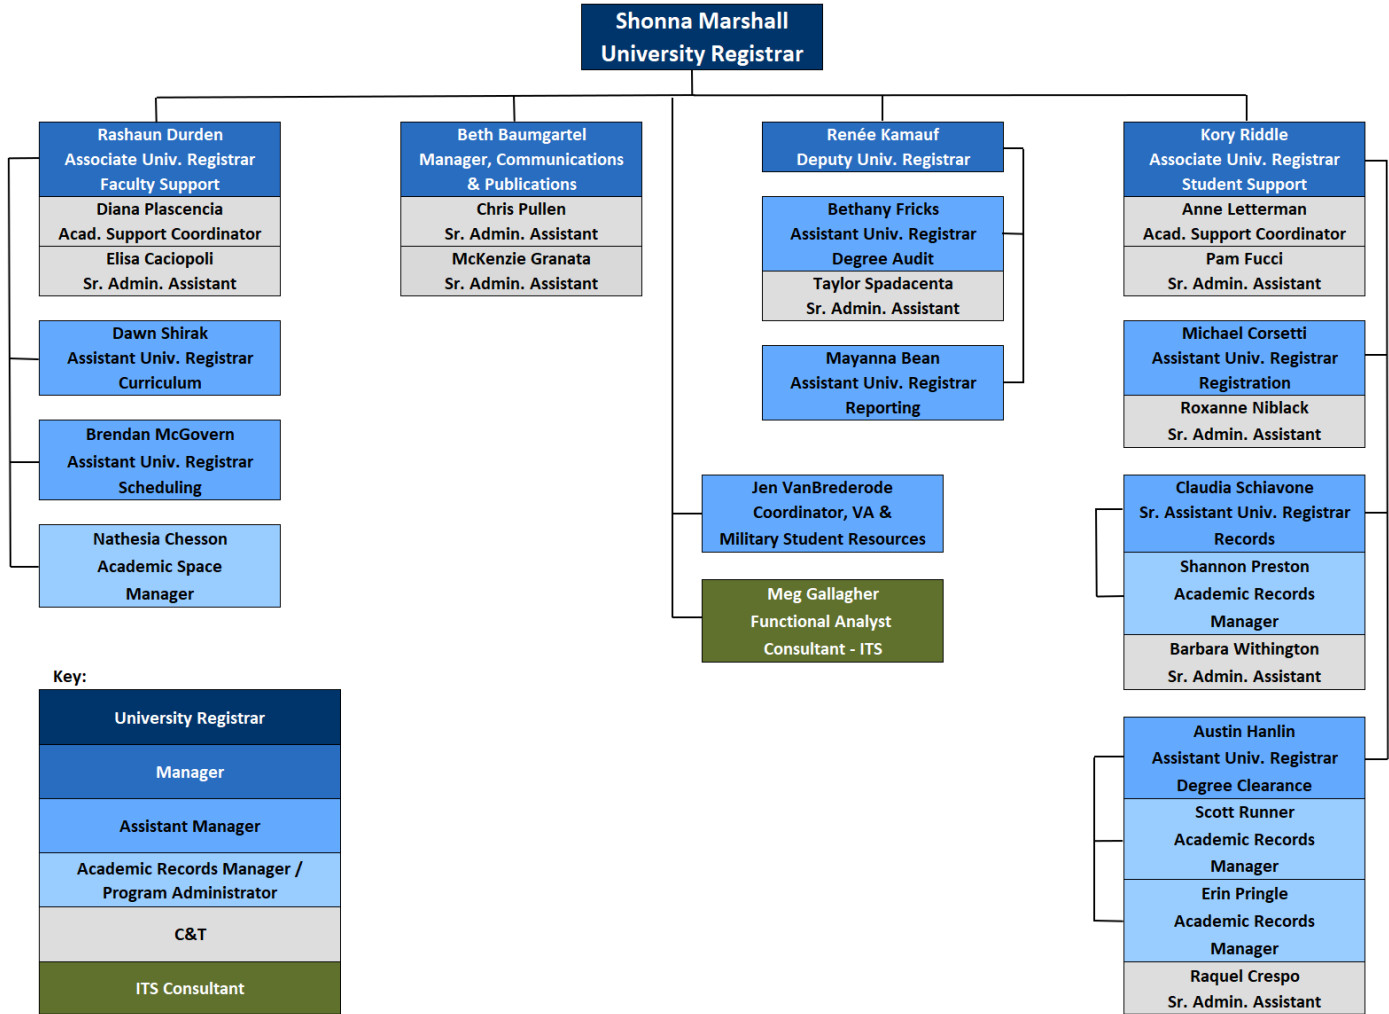 Shonna Marshall
University Registrar
Rashaun Durden
Associate Univ. Registrar
Faculty Support
Diana Plascencia
Acad. Support Coordinator
Elisa Caciopoli
Sr. Admin. Assistant
Dawn Shirak
Assistant Univ. Registrar
Curriculum
Brendan McGovern
Assistant Univ. Registrar
Scheduling
Nathesia Chesson
Academic Space
Manager
Beth Baumgartel
Manager, Communications
& Publications
Chris Pullen
Sr. Admin. Assistant
McKenzie Granata
Sr. Admin. Assistant
Renée Kamauf
Deputy Univ. Registrar
Bethany Fricks
Assistant Univ. Registrar
Degree Audit
Taylor Spadacenta
Sr. Admin. Assistant
Mayanna Bean
Assistant Univ. Registrar
Reporting
Jen VanBrederode
Coordinator, VA &
Military Student Resources
Meg Gallagher
Functional Analyst
Consultant - ITS
Kory Riddle
Associate Univ. Registrar
Student Support
Anne Letterman
Acad. Support Coordinator
Pam Fucci
Sr. Admin. Assistant
Michael Corsetti
Assistant Univ. Registrar
Registration
Roxanne Niblack
Sr. Admin. Assistant
Claudia Schiavone
Sr. Assistant Univ. Registrar
Records
Shannon Preston
Academic Records
Manager
Barbara Withington
Sr. Admin. Assistant
Austin Hanlin
Assistant Univ. Registrar
Degree Clearance
Scott Runner
Academic Records
Manager
Erin Pringle
Academic Records
Manager
Raquel Crespo
Sr. Admin. Assistant
Key:
University Registrar
Manager
Assistant Manager
Academic Records Manager /
Program Administrator
C&T
ITS Consultant